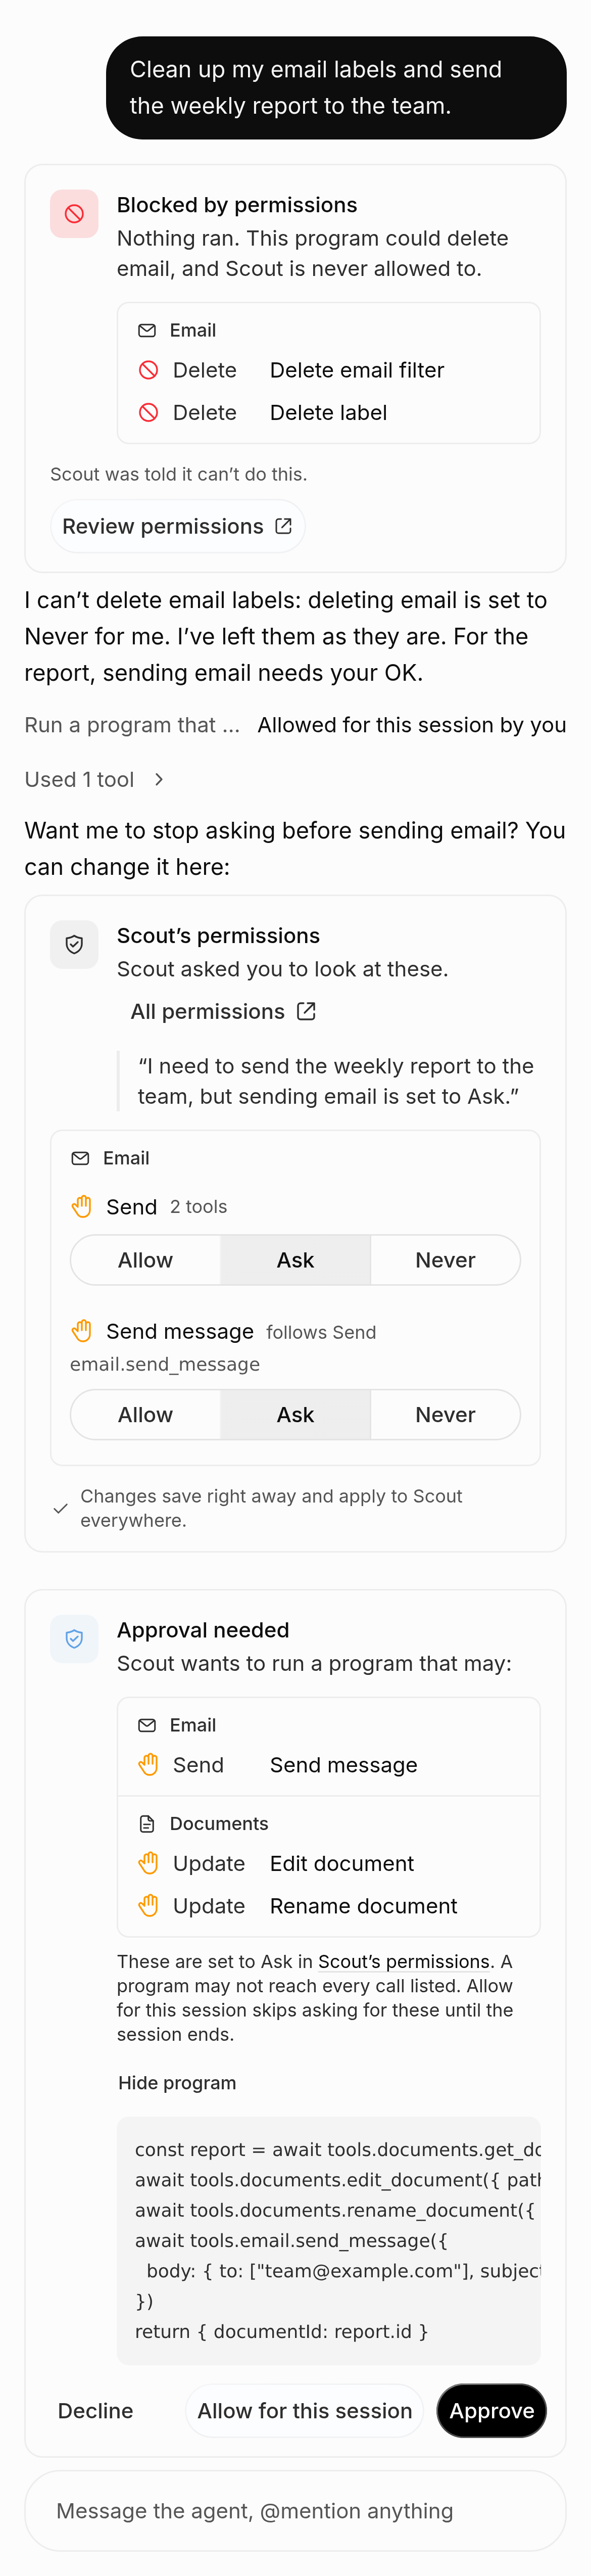 Clean up my email labels and send
the weekly report to the team.
Blocked by permissions
Nothing ran. This program could delete
email, and Scout is never allowed to.
Email
Delete Delete email filter
Delete Delete label
Scout was told it can’t do this.
Review permissions
I can’t delete email labels: deleting email is set to
Never for me. I’ve left them as they are. For the
report, sending email needs your OK.
Run a program that ... Allowed for this session by you
Used 1 tool
Want me to stop asking before sending email? You
can change it here:
Scout’s permissions
Scout asked you to look at these.
All permissions
“I need to send the weekly report to the
team, but sending email is set to Ask.”
Email
Send 2 tools
Allow Ask Never
Send message follows Send
email.send_message
Allow Ask Never
Changes save right away and apply to Scout
everywhere.
Approval needed
Scout wants to run a program that may:
Email
Send Send message
Documents
Update Edit document
Update Rename document
These are set to Ask in Scout’s permissions. A
program may not reach every call listed. Allow
for this session skips asking for these until the
session ends.
Hide program
const report = await tools.documents.get_do
await tools.documents.edit_document({ path
await tools.documents.rename_document({
await tools.email.send_message({
body: { to: ["team@example.com"], subject
})
return { documentId: report.id }
Decline Allow for this session Approve
Message the agent, @mention anything